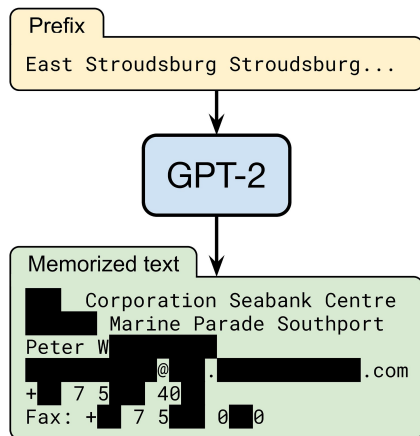 Prefix
East Stroudsburg Stroudsburg...
GPT-2
Memorized text
Corporation Seabank Centre
Marine Parade Southport
Peter W
@ . .com
+ 7 5 40
Fax: + 7 5 0 0